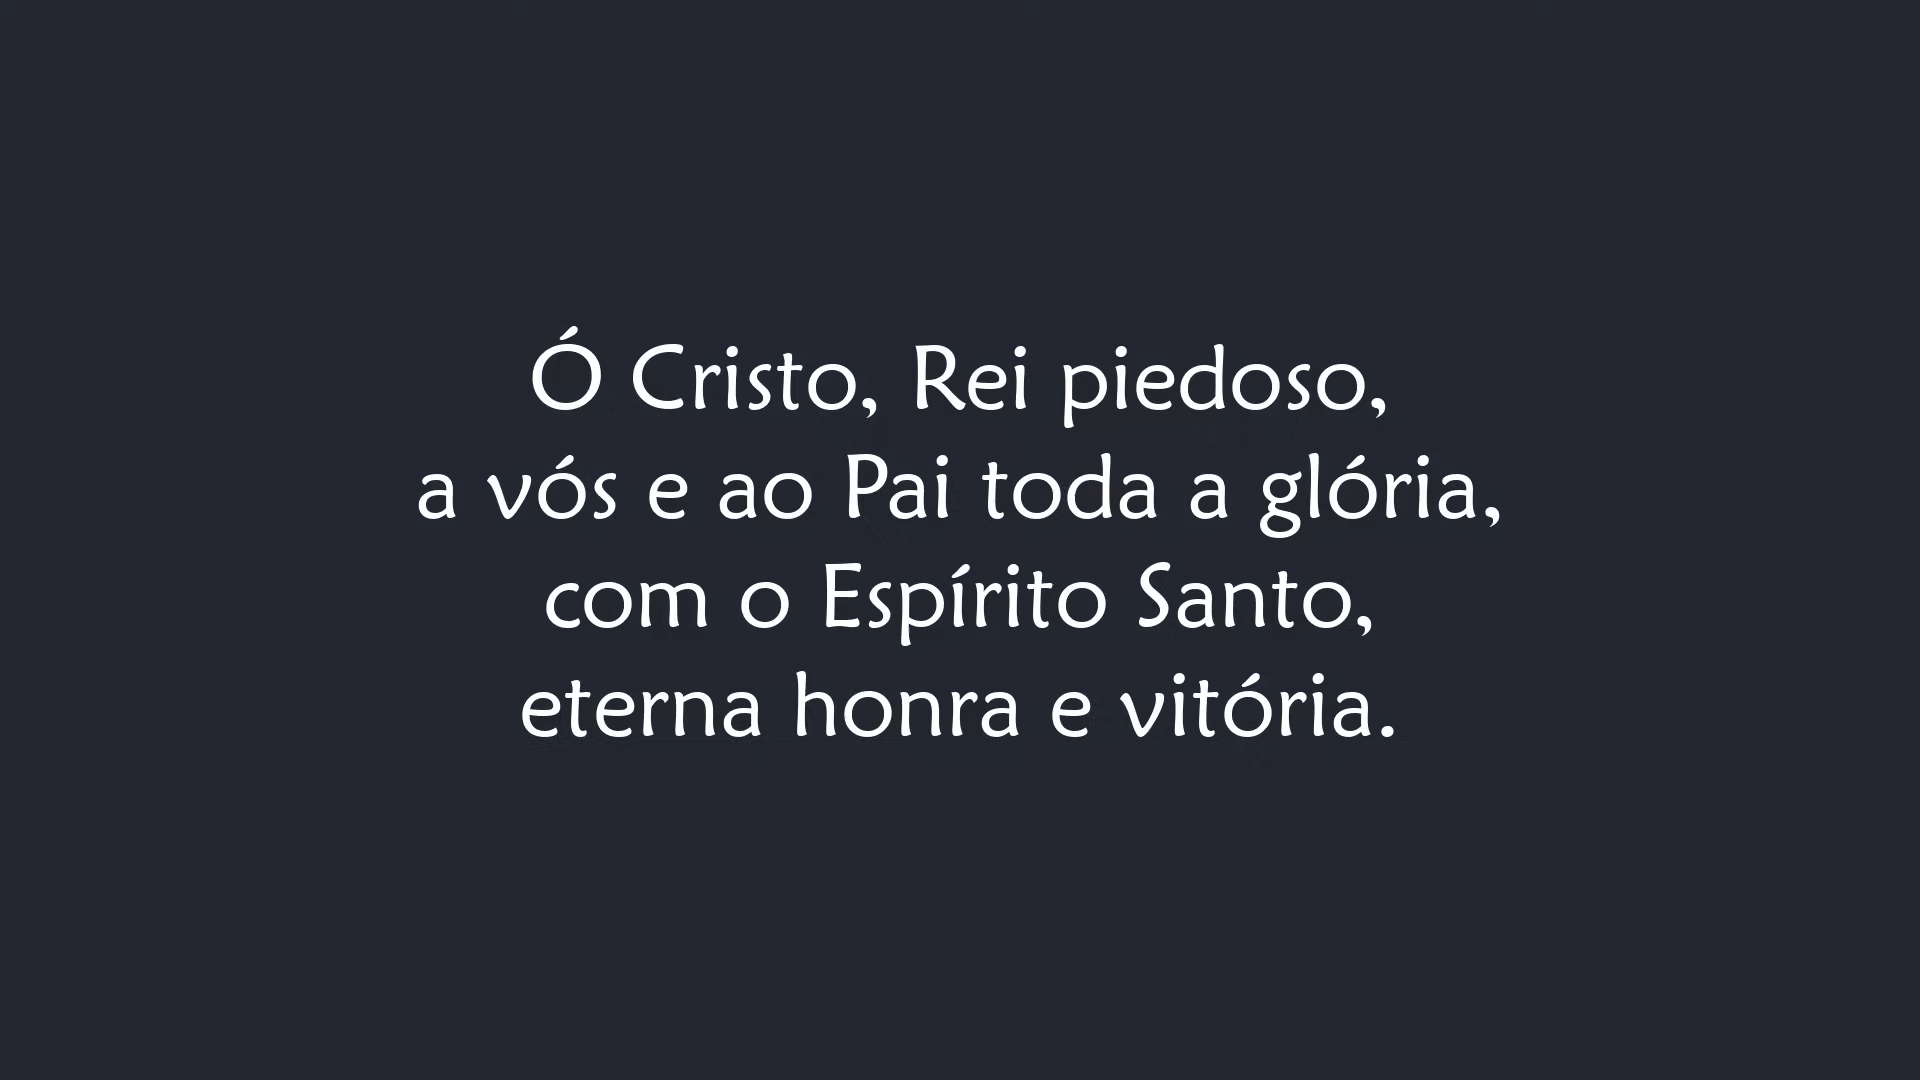 Ó Cristo, Rei piedoso,
a vós e ao Pai toda a glória,
com o Espírito Santo,
eterna honra e vitória.